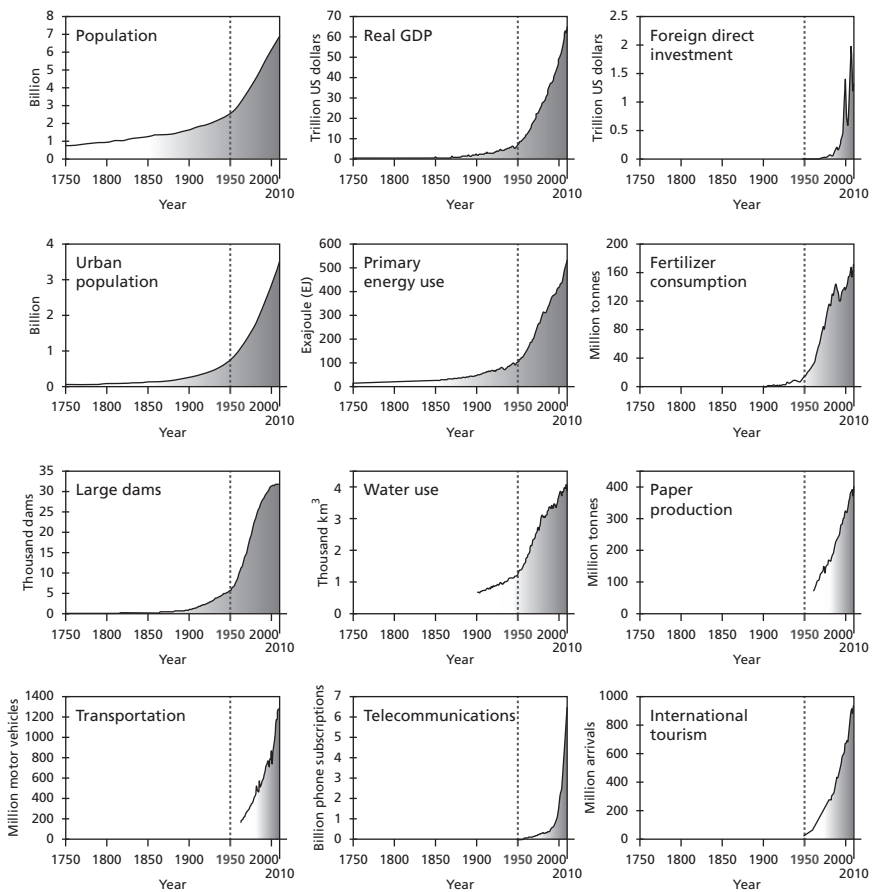 Population
Billion
8
7
6
5
4
3
2
1
0
1750 1800 1850 1900 1950 2000
2010
Year
Real GDP
Trillion US dollars
70
60
50
40
30
20
10
0
1750 1800 1850 1900 1950 2000
2010
Year
Foreign direct
investment
Trillion US dollars
2.5
2
1.5
1
0.5
0
1750 1800 1850 1900 1950 2000
2010
Year
Urban
population
Billion
4
3
2
1
0
1750 1800 1850 1900 1950 2000
2010
Year
Primary
energy use
Exajoule (EJ)
600
500
400
300
200
100
0
1750 1800 1850 1900 1950 2000
2010
Year
Fertilizer
consumption
Million tonnes
200
160
120
80
40
0
1750 1800 1850 1900 1950 2000
2010
Year
Large dams
Thousand dams
35
30
25
20
15
10
5
0
1750 1800 1850 1900 1950 2000
2010
Year
Water use
Thousand km³
4
3
2
1
0
1750 1800 1850 1900 1950 2000
2010
Year
Paper
production
Million tonnes
400
300
200
100
0
1750 1800 1850 1900 1950 2000
2010
Year
Transportation
Million motor vehicles
1400
1200
1000
800
600
400
200
0
1750 1800 1850 1900 1950 2000
2010
Year
Telecommunications
Billion phone subscriptions
7
6
5
4
3
2
1
0
1750 1800 1850 1900 1950 2000
2010
Year
International
tourism
Million arrivals
1000
800
600
400
200
0
1750 1800 1850 1900 1950 2000
2010
Year